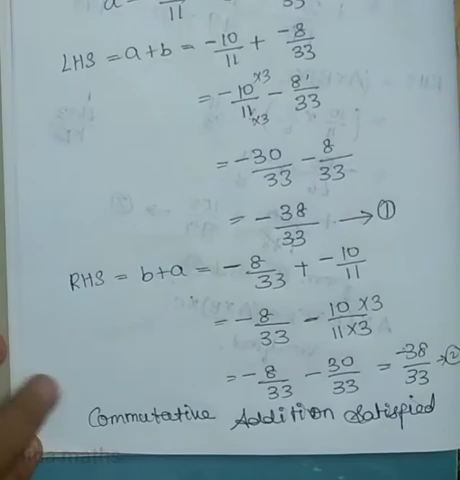 LHS = a+b = -10/11 + -8/33
= -10×3/11×3 - 8/33
= -30/33 - 8/33
= -38/33 → ①
RHS = b+a = -8/33 + -10/11
= -8/33 - 10×3/11×3
= -8/33 - 30/33 = -38/33 → ②
Commutative Addition Satisfied